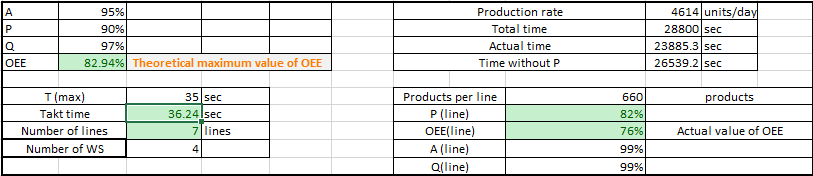 A 95% Production rate 4614 units/day
P 90% Total time 28800 sec
Q 97% Actual time 23885.3 sec
OEE 82.94% Theoretical maximum value of OEE Time without P 26539.2 sec
T (max) 35 sec Products per line 660 products
Takt time 36.24 sec P (line) 82%
Number of lines 7 lines OEE(line) 76% Actual value of OEE
Number of WS 4 A (line) 99%
Q(line) 99%